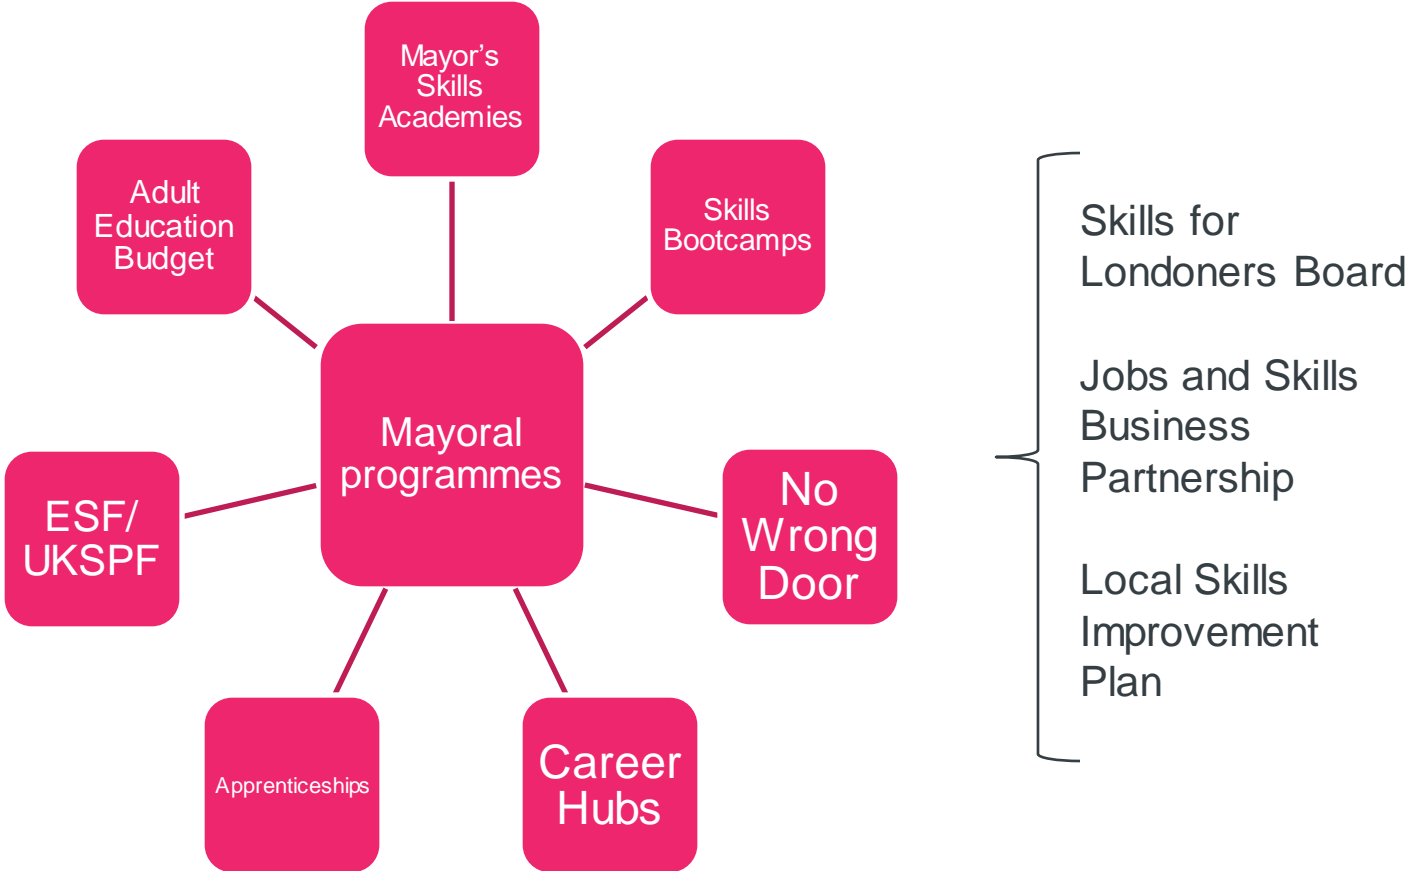 Mayor’s
Skills
Academies
Adult
Education
Budget
Skills
Bootcamps
Mayoral
programmes
ESF/
UKSPF
No
Wrong
Door
Apprenticeships
Career
Hubs
Skills for
Londoners Board
Jobs and Skills
Business
Partnership
Local Skills
Improvement
Plan